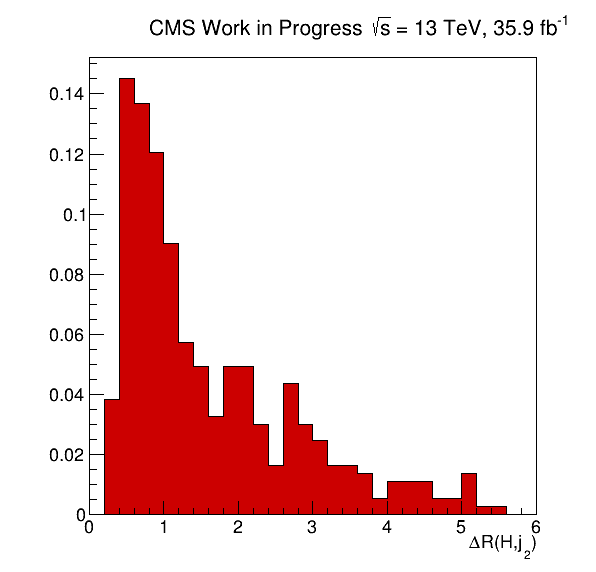 CMS Work in Progress √s = 13 TeV, 35.9 fb⁻¹
0.14
0.12
0.1
0.08
0.06
0.04
0.02
0
0 1 2 3 4 5 6
ΔR(H,j₂)